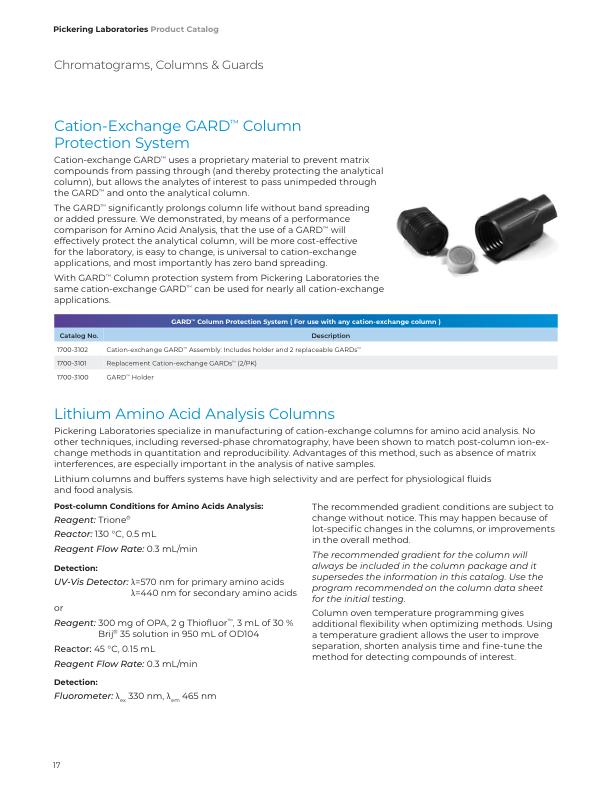 Pickering Laboratories Product Catalog
Chromatograms, Columns & Guards
Cation-Exchange GARD™ Column
Protection System
Cation-exchange GARD™ uses a proprietary material to prevent matrix
compounds from passing through (and thereby protecting the analytical
column), but allows the analytes of interest to pass unimpeded through
the GARD™ and onto the analytical column.
The GARD™ significantly prolongs column life without band spreading
or added pressure. We demonstrated, by means of a performance
comparison for Amino Acid Analysis, that the use of a GARD™ will
effectively protect the analytical column, will be more cost-effective
for the laboratory, is easy to change, is universal to cation-exchange
applications, and most importantly has zero band spreading.
With GARD™ Column protection system from Pickering Laboratories the
same cation-exchange GARD™ can be used for nearly all cation-exchange
applications.
GARD™ Column Protection System ( For use with any cation-exchange column )
Catalog No. Description
1700-3102 Cation-exchange GARD™ Assembly: Includes holder and 2 replaceable GARDs™
1700-3101 Replacement Cation-exchange GARDs™ (2/PK)
1700-3100 GARD™ Holder
Lithium Amino Acid Analysis Columns
Pickering Laboratories specialize in manufacturing of cation-exchange columns for amino acid analysis. No
other techniques, including reversed-phase chromatography, have been shown to match post-column ion-ex-
change methods in quantitation and reproducibility. Advantages of this method, such as absence of matrix
interferences, are especially important in the analysis of native samples.
Lithium columns and buffers systems have high selectivity and are perfect for physiological fluids
and food analysis.
Post-column Conditions for Amino Acids Analysis:
Reagent: Trione®
Reactor: 130 °C, 0.5 mL
Reagent Flow Rate: 0.3 mL/min
Detection:
UV-Vis Detector: λ=570 nm for primary amino acids
λ=440 nm for secondary amino acids
or
Reagent: 300 mg of OPA, 2 g Thiofluor™, 3 mL of 30 %
Brij® 35 solution in 950 mL of OD104
Reactor: 45 °C, 0.15 mL
Reagent Flow Rate: 0.3 mL/min
Detection:
Fluorometer: λex 330 nm, λem 465 nm
The recommended gradient conditions are subject to
change without notice. This may happen because of
lot-specific changes in the columns, or improvements
in the overall method.
The recommended gradient for the column will
always be included in the column package and it
supersedes the information in this catalog. Use the
program recommended on the column data sheet
for the initial testing.
Column oven temperature programming gives
additional flexibility when optimizing methods. Using
a temperature gradient allows the user to improve
separation, shorten analysis time and fine-tune the
method for detecting compounds of interest.
17